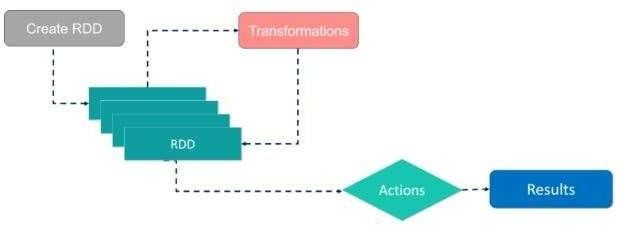 Create RDD
Transformations
RDD
Actions
Results